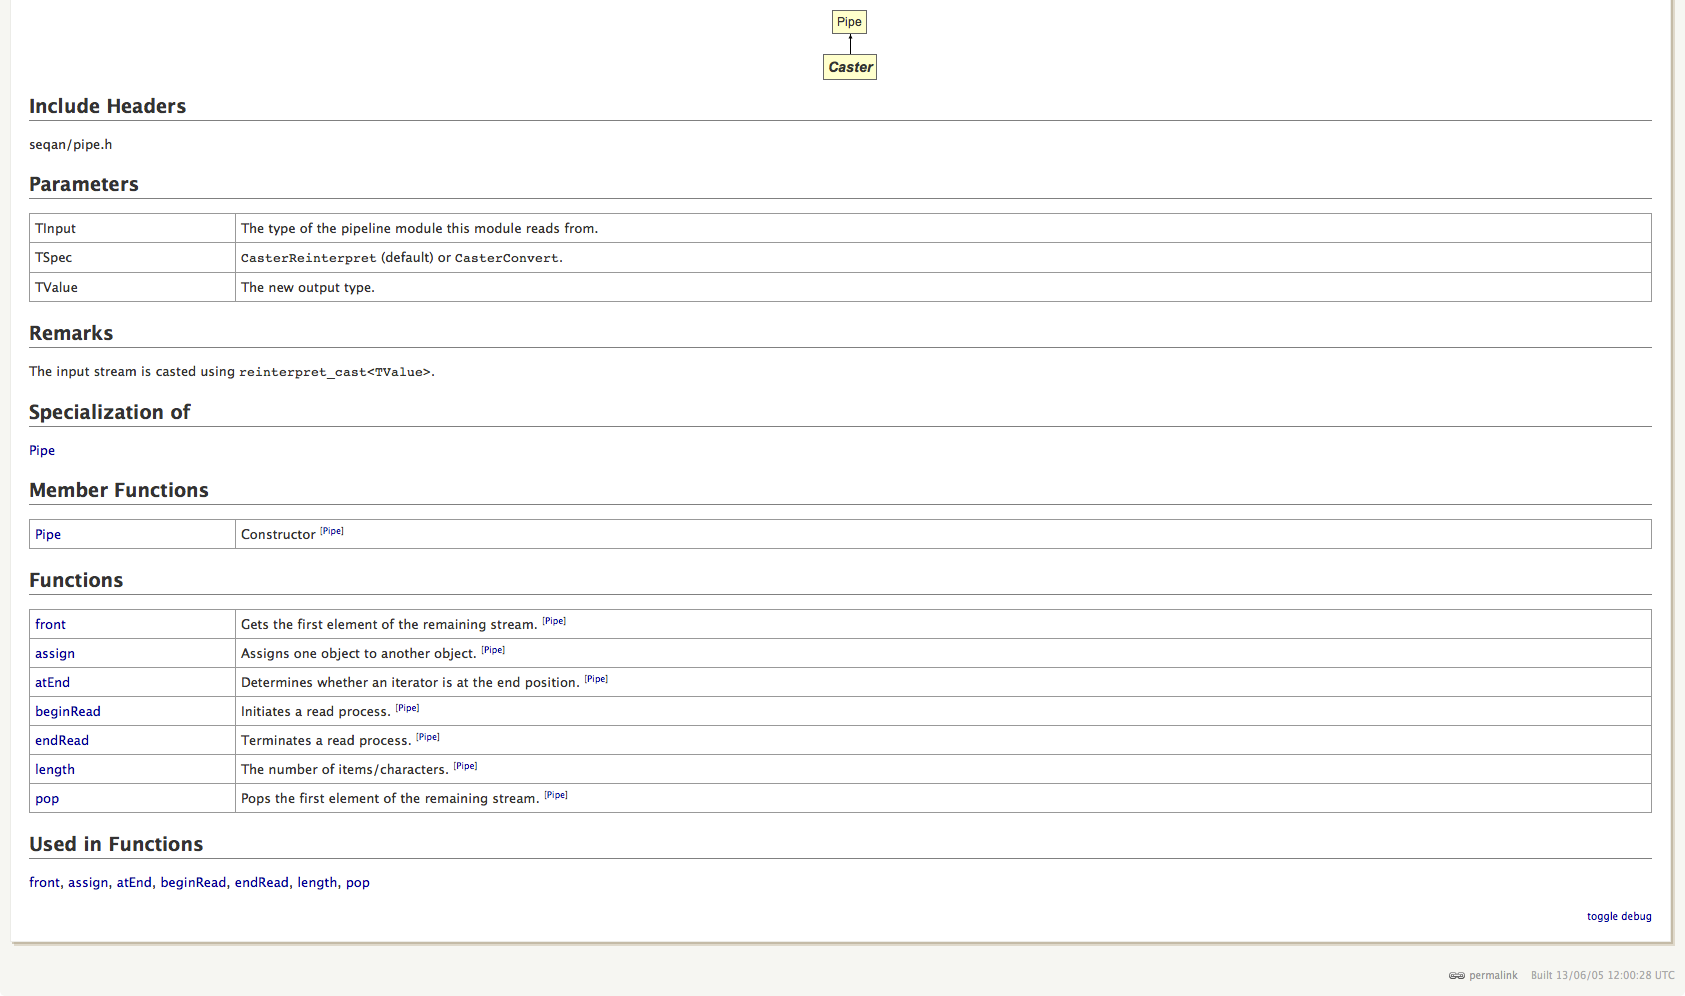 Pipe
Caster
Include Headers
seqan/pipe.h
Parameters
TInput The type of the pipeline module this module reads from.
TSpec CasterReinterpret (default) or CasterConvert.
TValue The new output type.
Remarks
The input stream is casted using reinterpret_cast<TValue>.
Specialization of
Pipe
Member Functions
Pipe Constructor [Pipe]
Functions
front Gets the first element of the remaining stream. [Pipe]
assign Assigns one object to another object. [Pipe]
atEnd Determines whether an iterator is at the end position. [Pipe]
beginRead Initiates a read process. [Pipe]
endRead Terminates a read process. [Pipe]
length The number of items/characters. [Pipe]
pop Pops the first element of the remaining stream. [Pipe]
Used in Functions
front, assign, atEnd, beginRead, endRead, length, pop
toggle debug
permalink Built 13/06/05 12:00:28 UTC